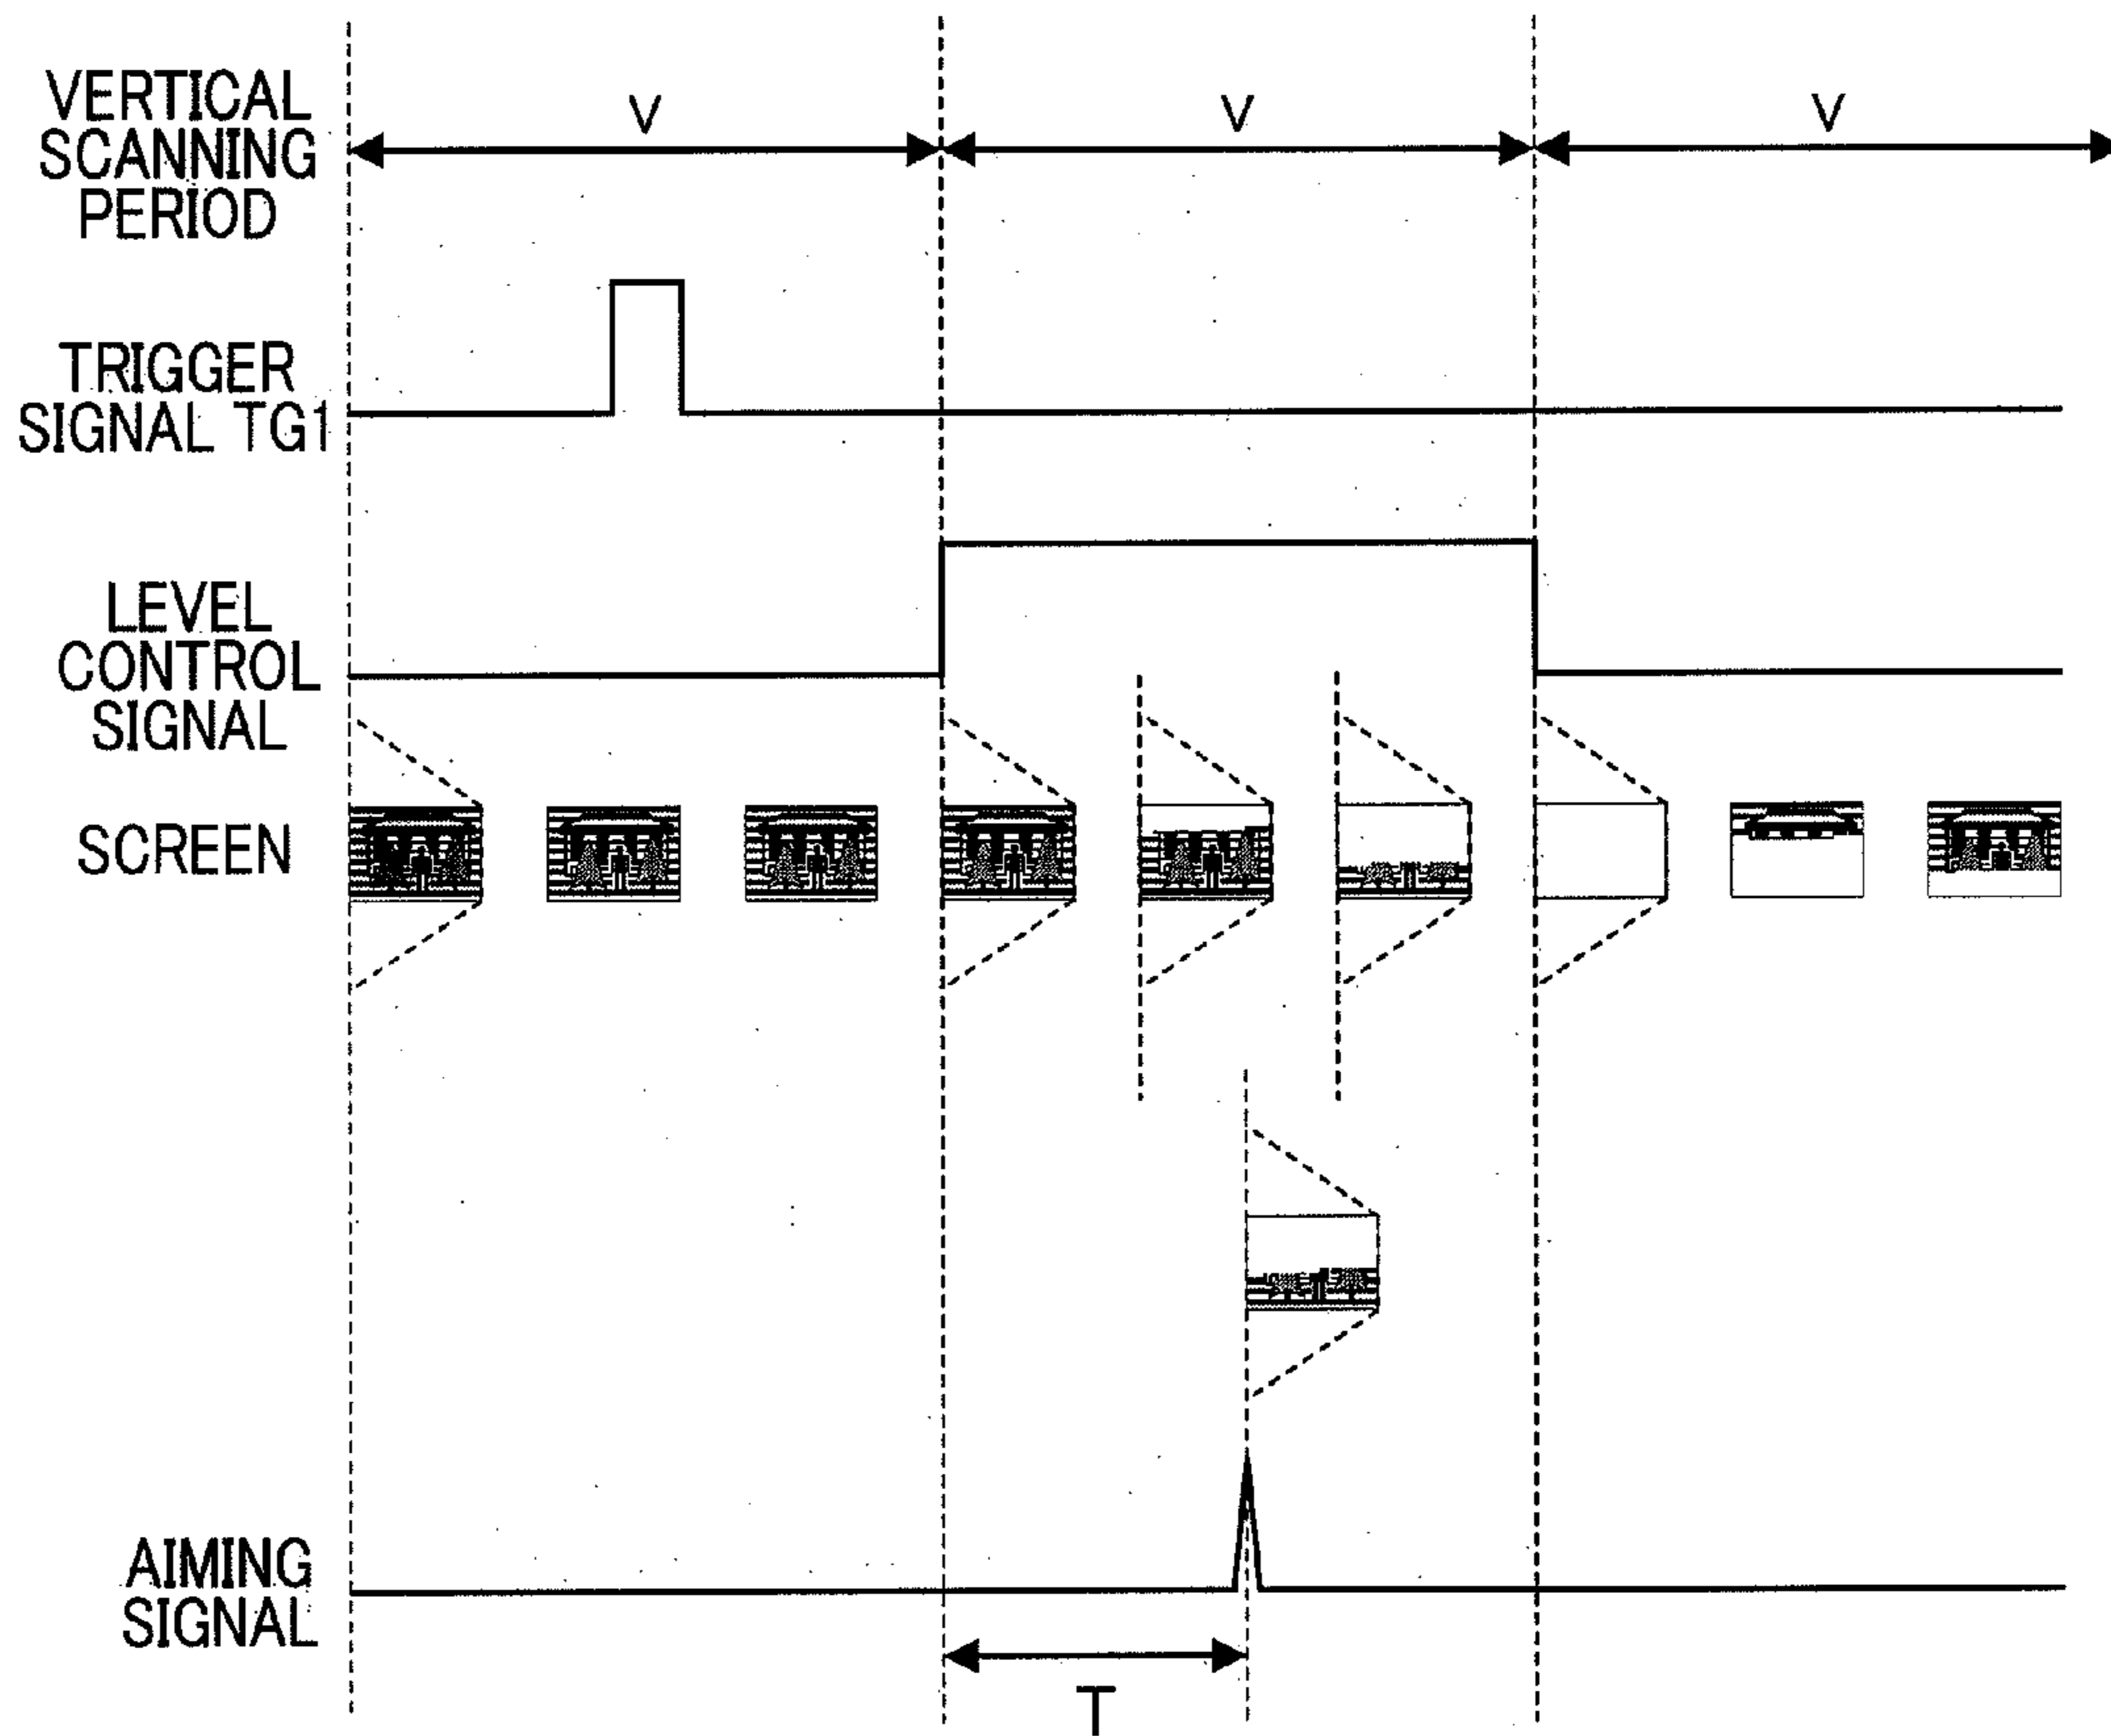 VERTICAL
SCANNING
PERIOD
V
V
V
TRIGGER
SIGNAL TG1
LEVEL
CONTROL
SIGNAL
SCREEN
AIMING
SIGNAL
T